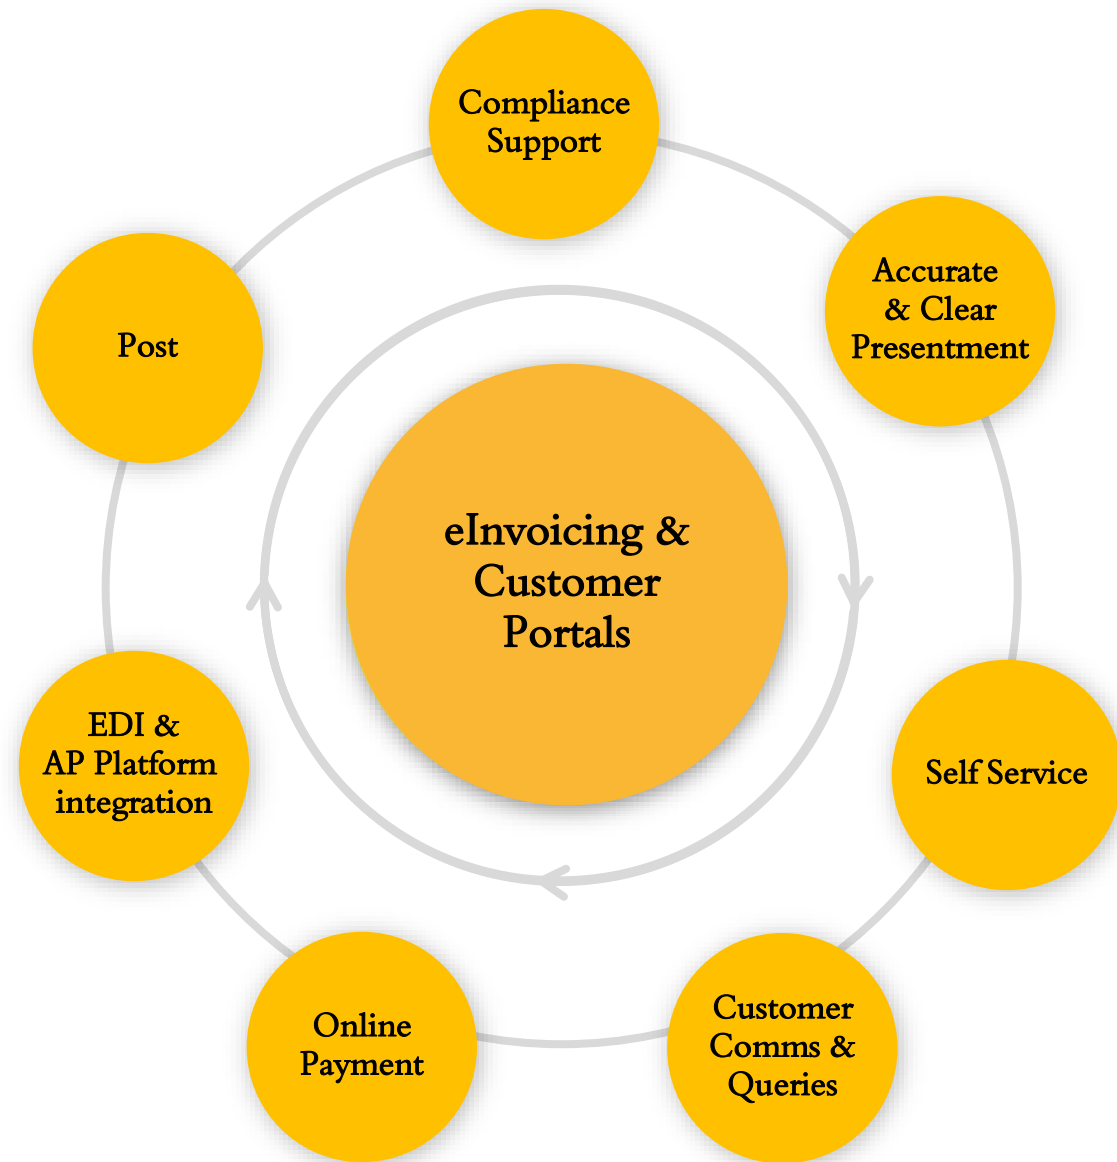 Compliance
Support
Accurate
& Clear
Presentment
Self Service
Customer
Comms &
Queries
Online
Payment
EDI &
AP Platform
integration
Post
eInvoicing &
Customer
Portals